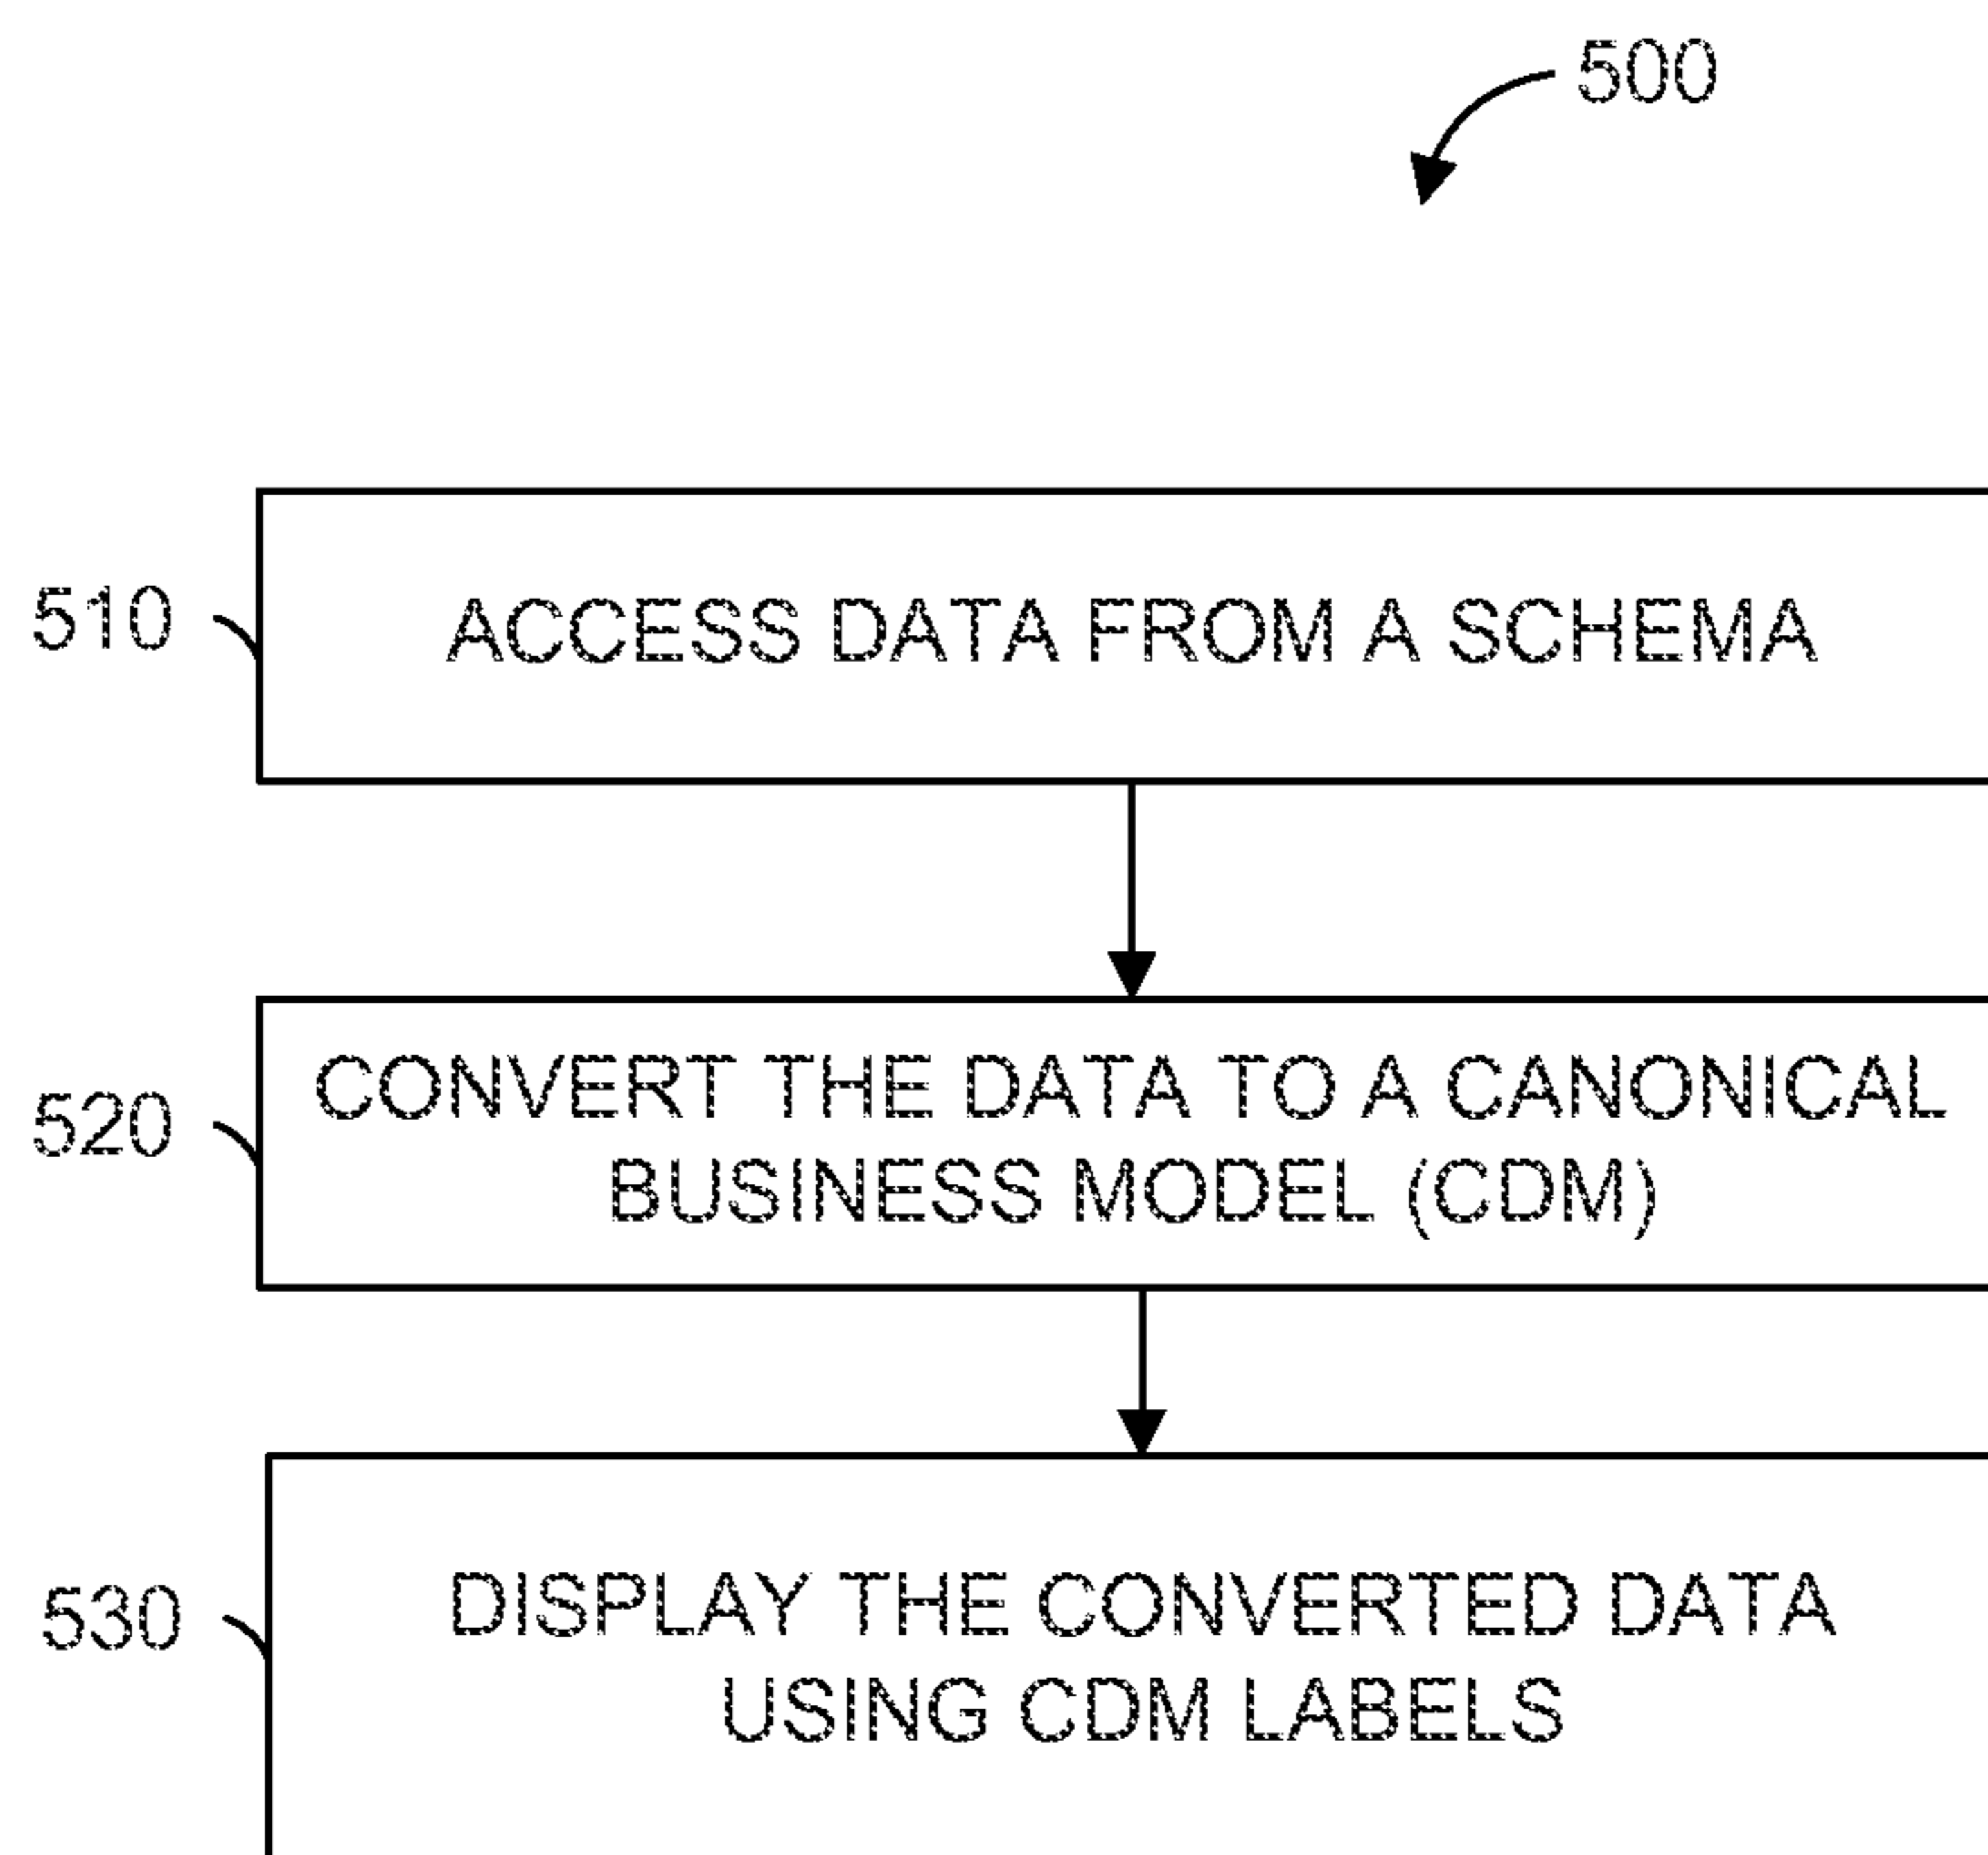 500
510
ACCESS DATA FROM A SCHEMA
520
CONVERT THE DATA TO A CANONICAL
BUSINESS MODEL (CDM)
530
DISPLAY THE CONVERTED DATA
USING CDM LABELS